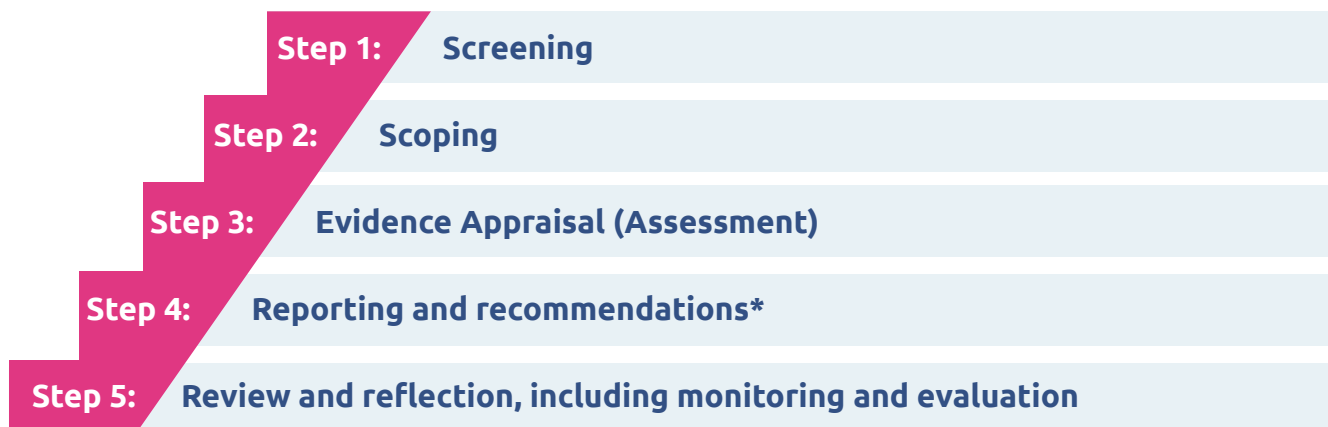 Step 1: Screening
Step 2: Scoping
Step 3: Evidence Appraisal (Assessment)
Step 4: Reporting and recommendations*
Step 5: Review and reflection, including monitoring and evaluation